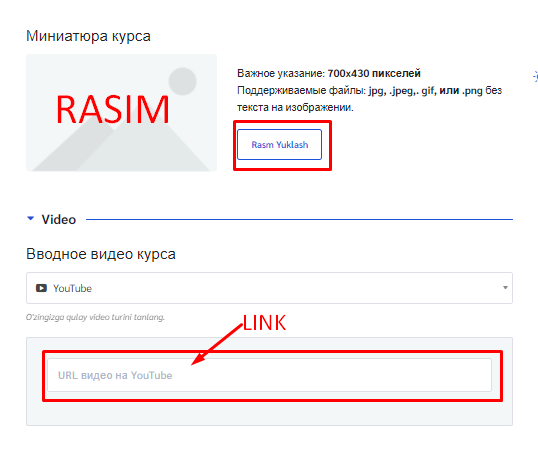 Миниатюра курса
RASIM
Важное указание: 700x430 пикселей
Поддерживаемые файлы: jpg, .jpeg,. gif, или .png без
текста на изображении.
Rasm Yuklash
Video
Вводное видео курса
YouTube
O'zingizga qulay video turini tanlang.
LINK
URL видео на YouTube